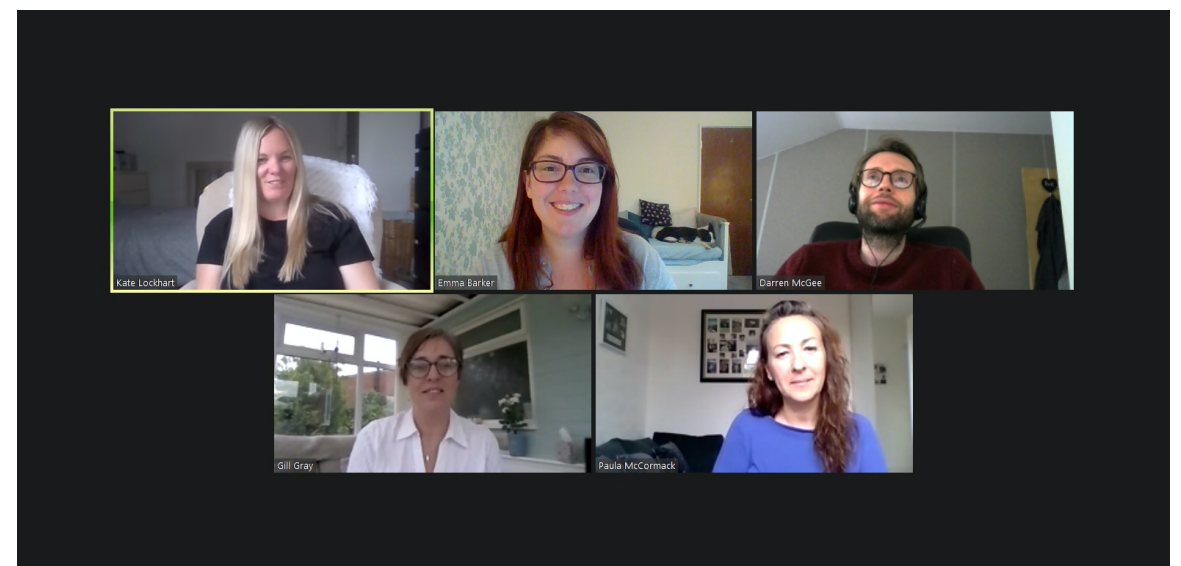 Kate Lockhart
Emma Barker
Darren McGee
Gill Gray
Paula McCormack